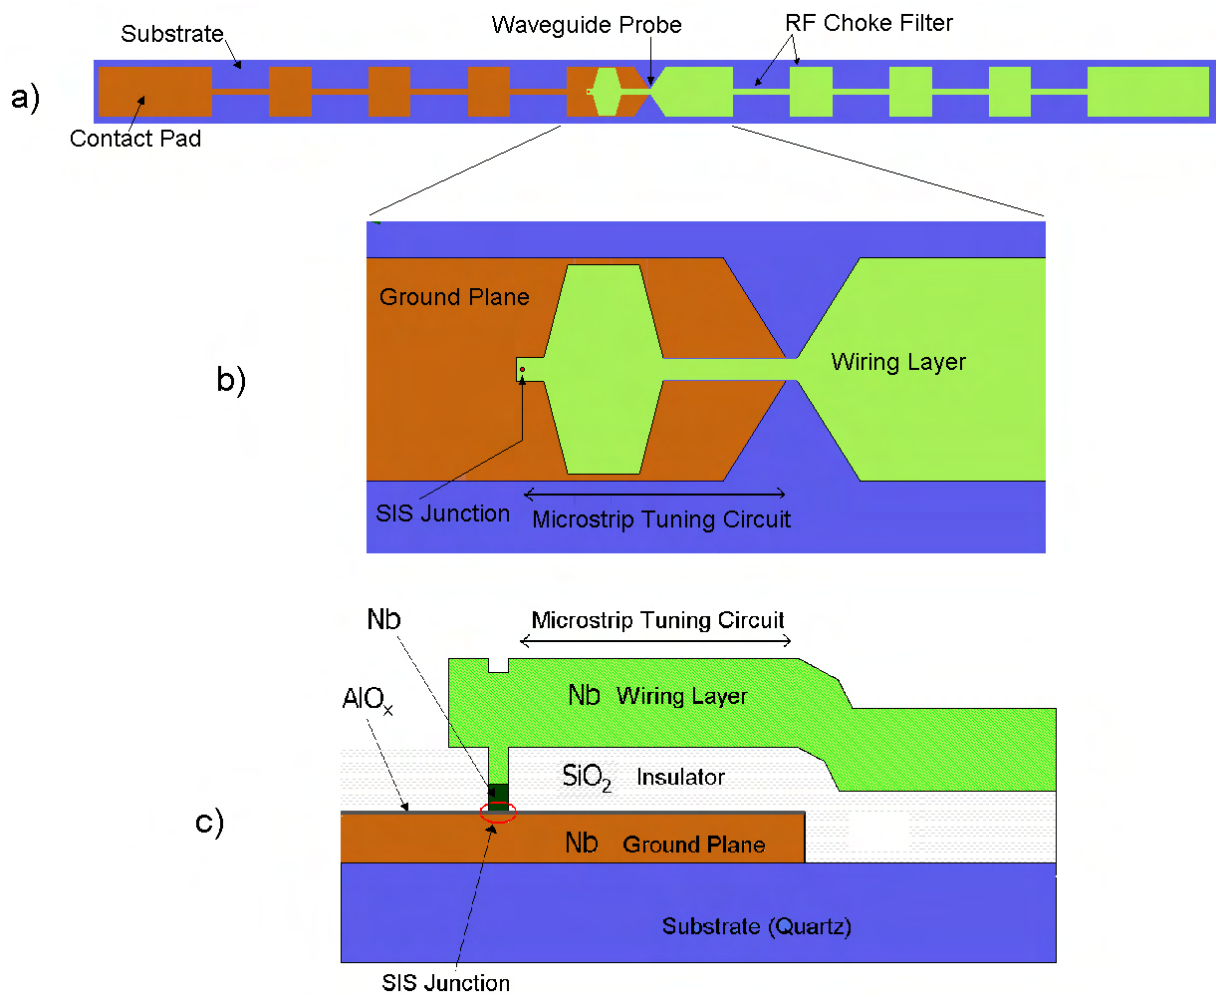 Waveguide Probe
RF Choke Filter
Substrate
a)
Contact Pad
Ground Plane
Wiring Layer
b)
SIS Junction
Microstrip Tuning Circuit
Nb
Microstrip Tuning Circuit
AlOx
Nb Wiring Layer
SiO2 Insulator
c)
Nb Ground Plane
Substrate (Quartz)
SIS Junction